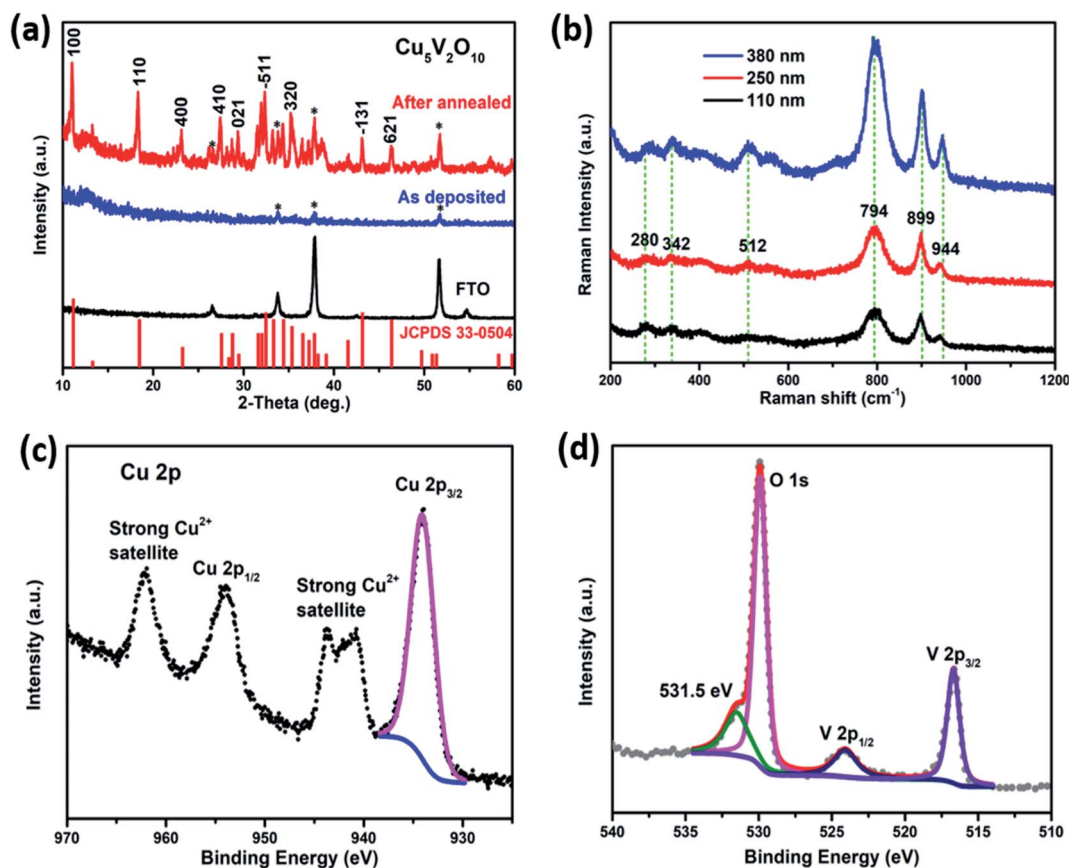 (a)
Cu₅V₂O₁₀
100
110
400
410
021
-511
320
-131
621
After annealed
As deposited
FTO
JCPDS 33-0504
* * * *
* * *
Intensity (a.u.)
10 20 30 40 50 60
2-Theta (deg.)
(b)
380 nm
250 nm
110 nm
280
342
512
794
899
944
Raman Intensity (a.u.)
200 400 600 800 1000 1200
Raman shift (cm⁻¹)
(c)
Cu 2p
Strong Cu²⁺
satellite
Cu 2p₁/₂
Strong Cu²⁺
satellite
Cu 2p₃/₂
Intensity (a.u.)
970 960 950 940 930
Binding Energy (eV)
(d)
O 1s
531.5 eV
V 2p₁/₂
V 2p₃/₂
Intensity (a.u.)
540 535 530 525 520 515 510
Binding Energy (eV)